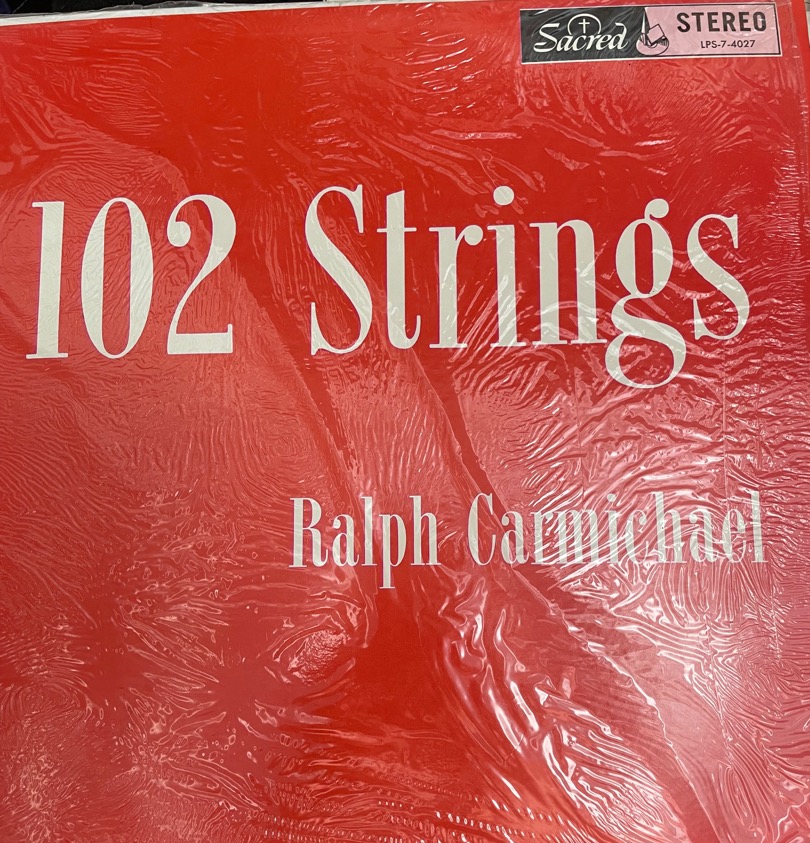 Sacred
STEREO
LPS-7-4027
102 Strings
Ralph Carmichael